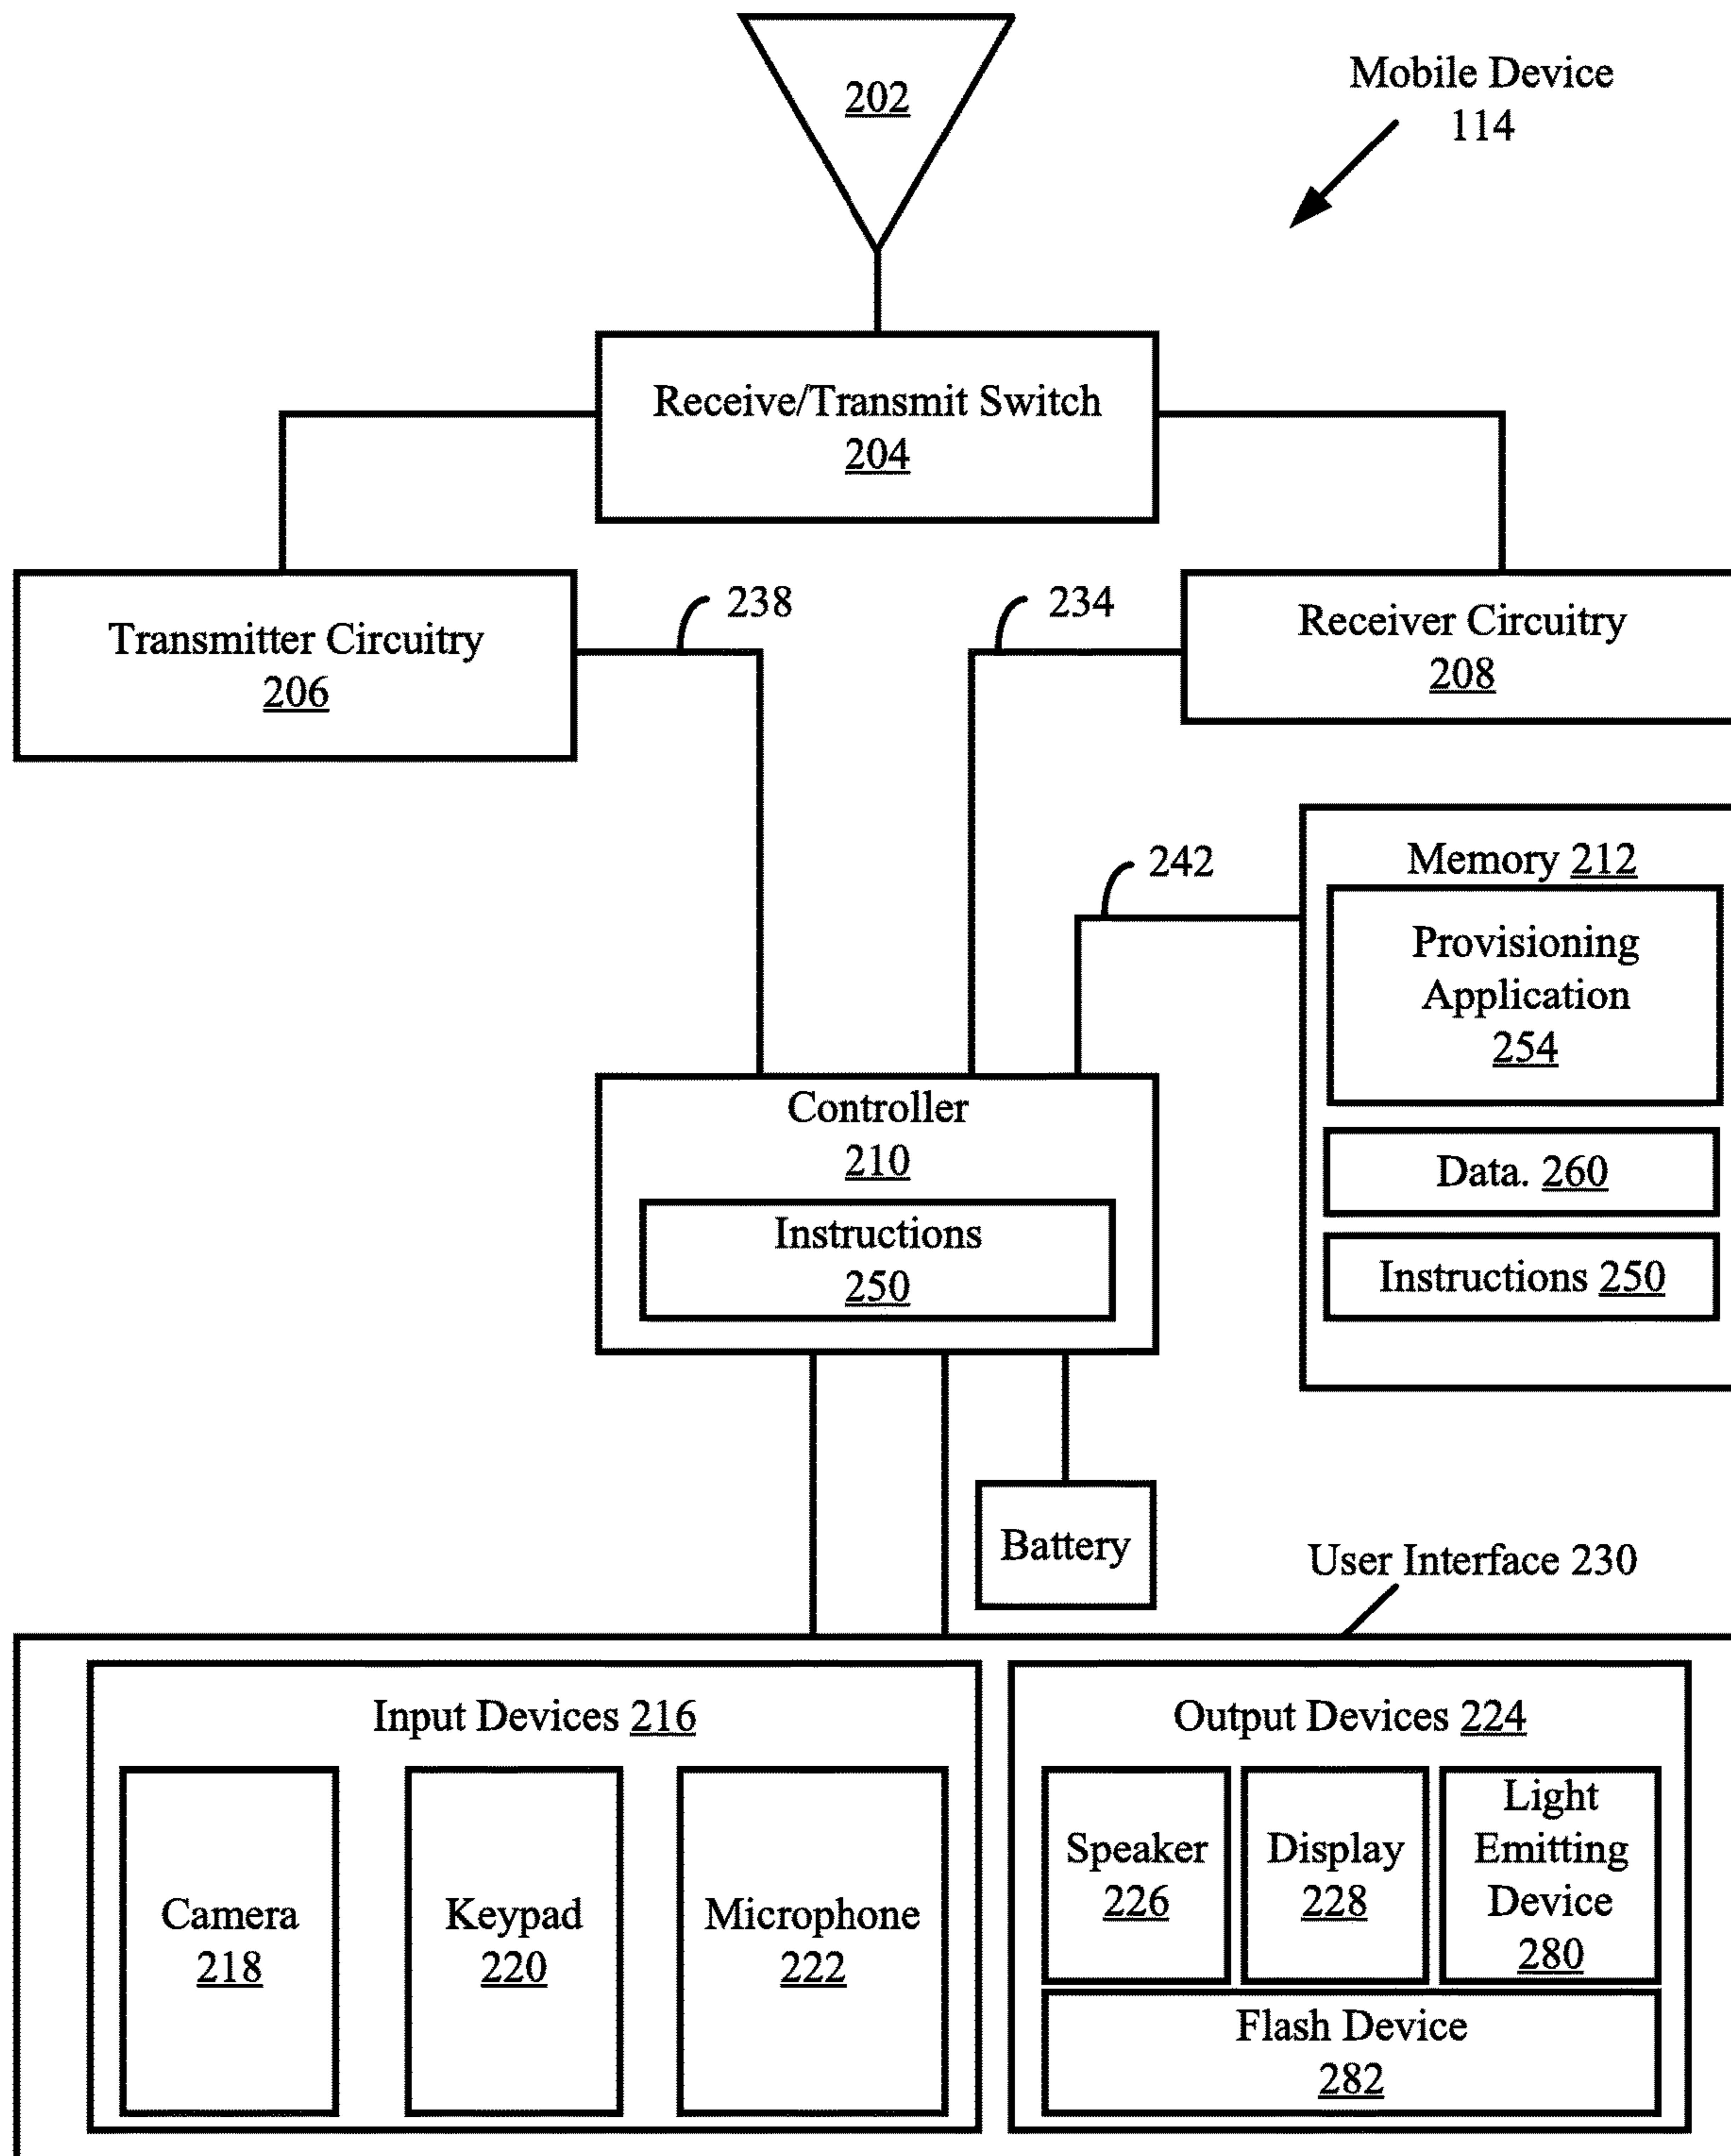 202
Mobile Device
114
Receive/Transmit Switch
204
238
234
Transmitter Circuitry
206
Receiver Circuitry
208
242
Memory 212
Provisioning
Application
254
Data. 260
Instructions 250
Controller
210
Instructions
250
Battery
User Interface 230
Input Devices 216
Camera
218
Keypad
220
Microphone
222
Output Devices 224
Speaker
226
Display
228
Light
Emitting
Device
280
Flash Device
282